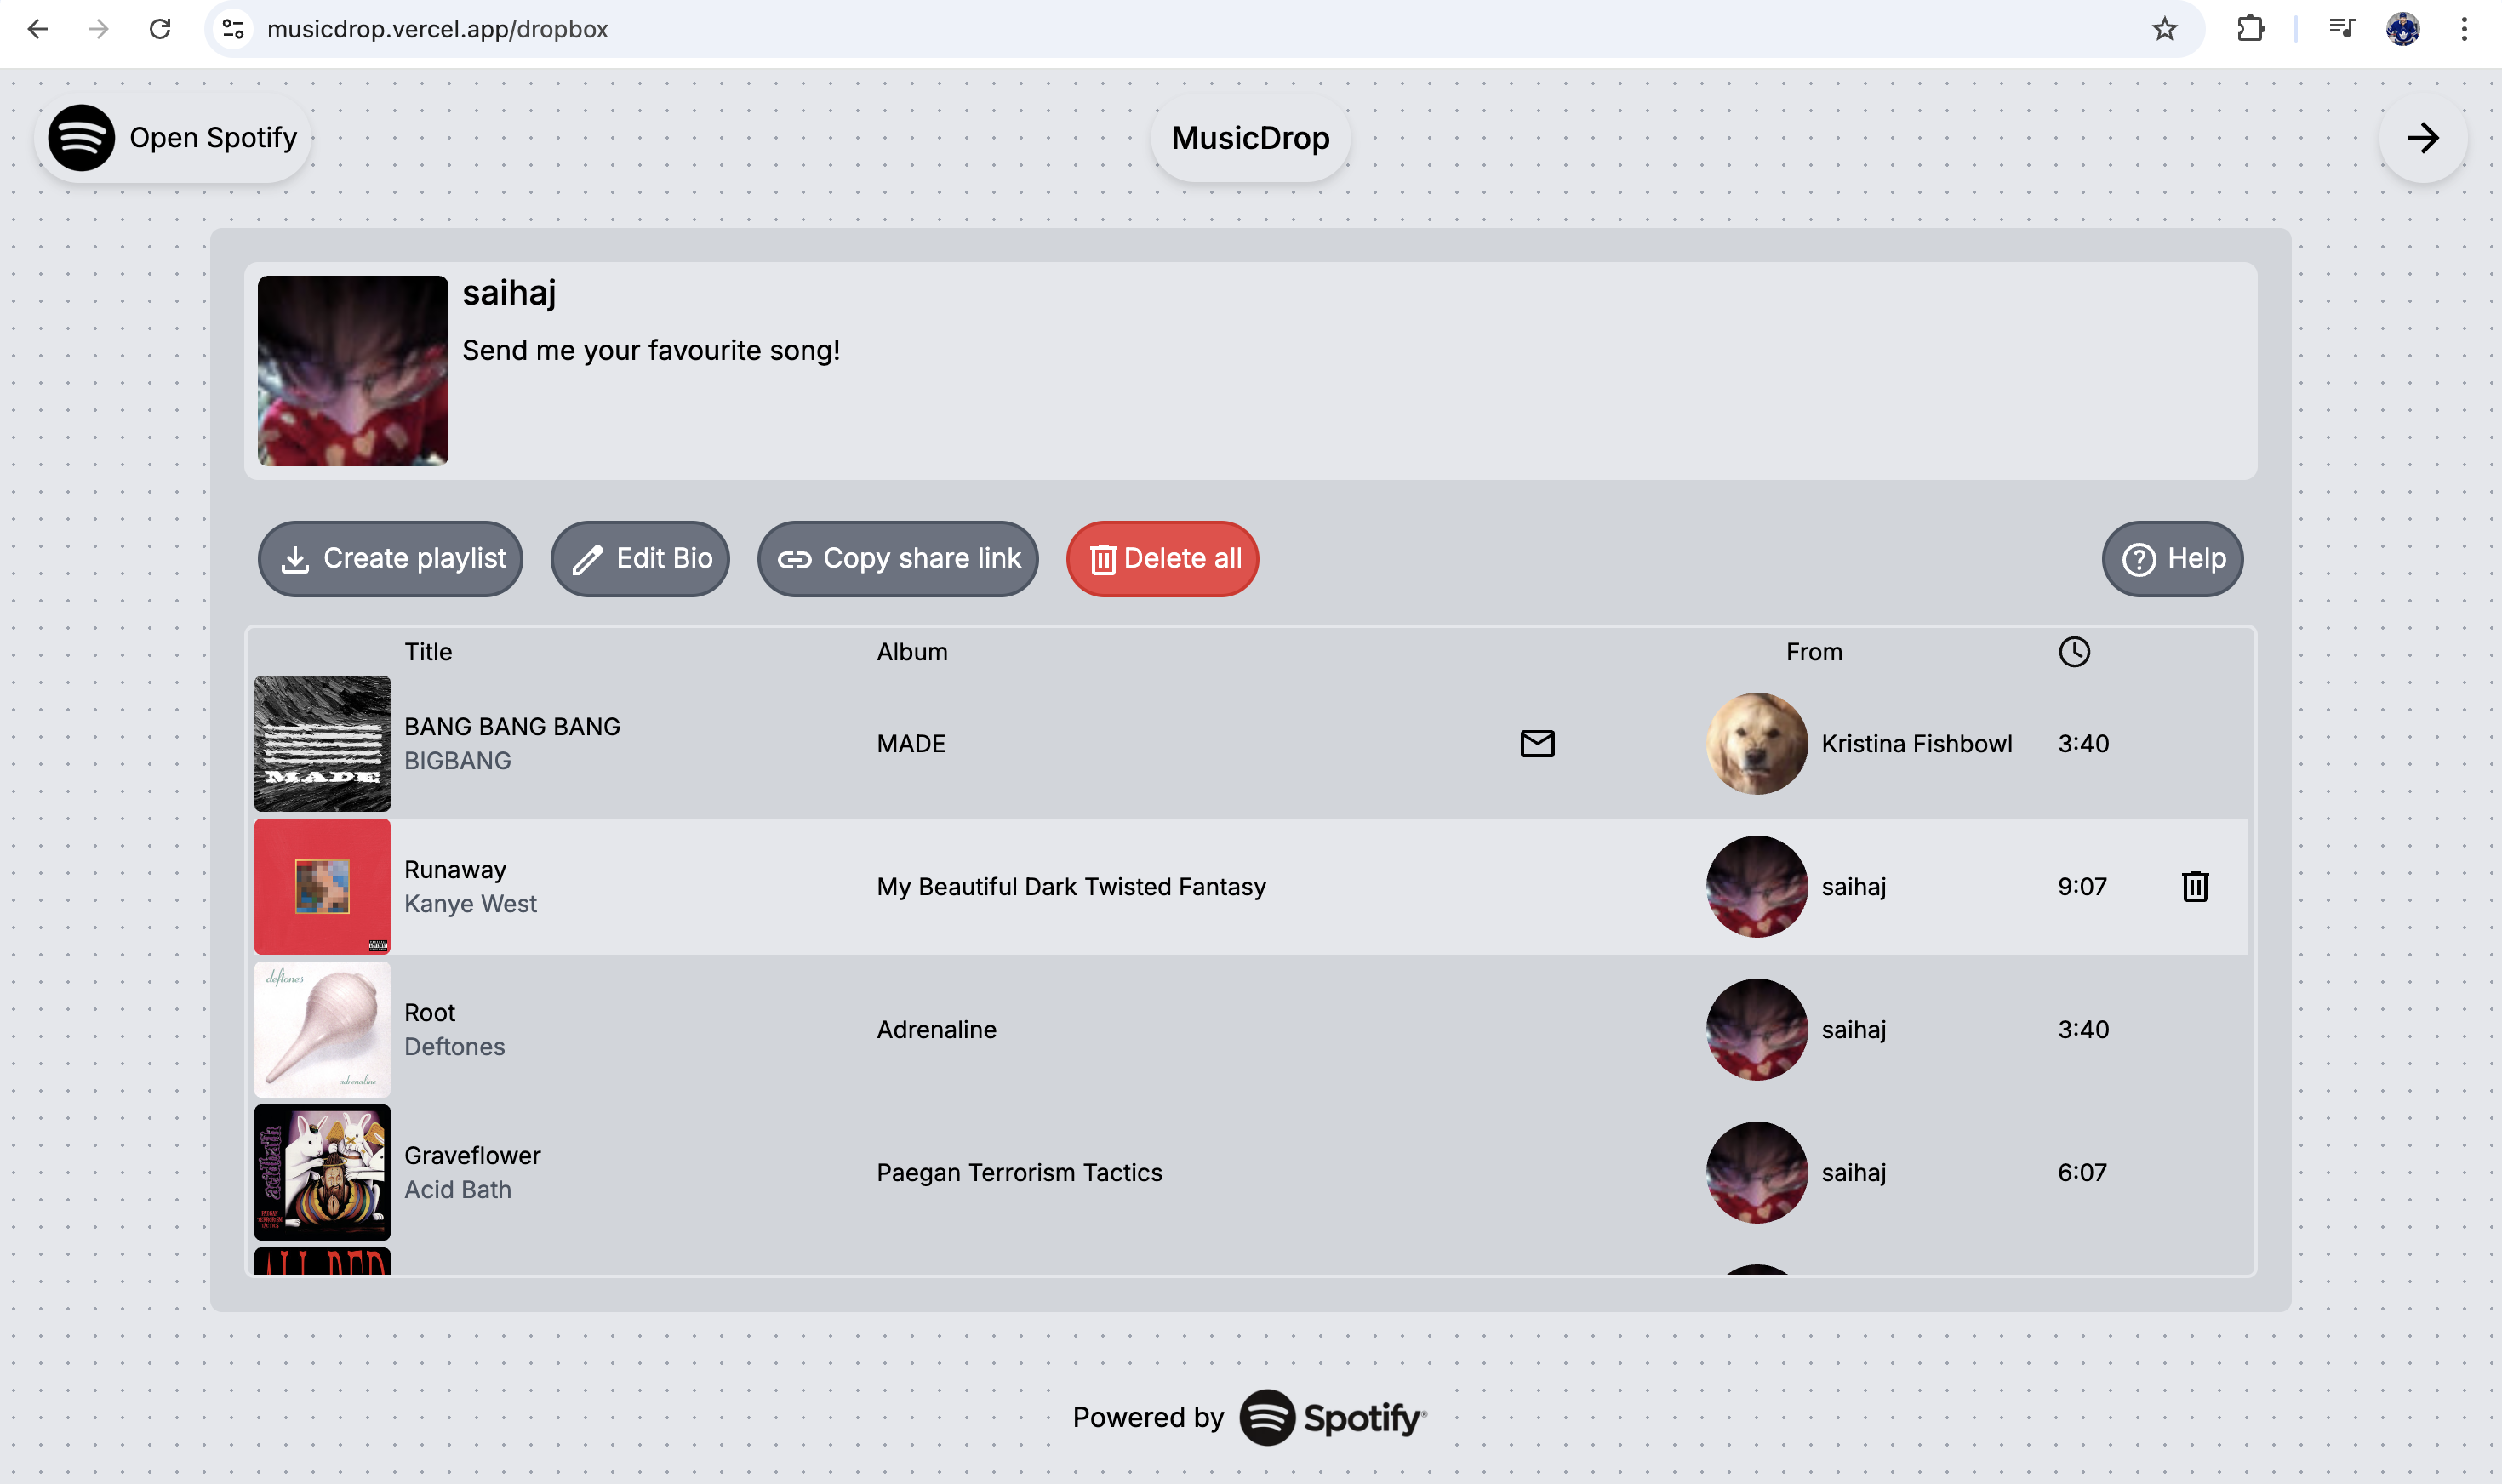 musicdrop.vercel.app/dropbox
Open Spotify
MusicDrop
saihaj
Send me your favourite song!
Create playlist
Edit Bio
Copy share link
Delete all
Help
Title
Album
From
MADE
BANG BANG BANG
BIGBANG
MADE
Kristina Fishbowl
3:40
Runaway
Kanye West
My Beautiful Dark Twisted Fantasy
saihaj
9:07
deftones
adrenaline
Root
Deftones
Adrenaline
saihaj
3:40
acidbath
Graveflower
Acid Bath
Paegan Terrorism Tactics
saihaj
6:07
Powered by
Spotify